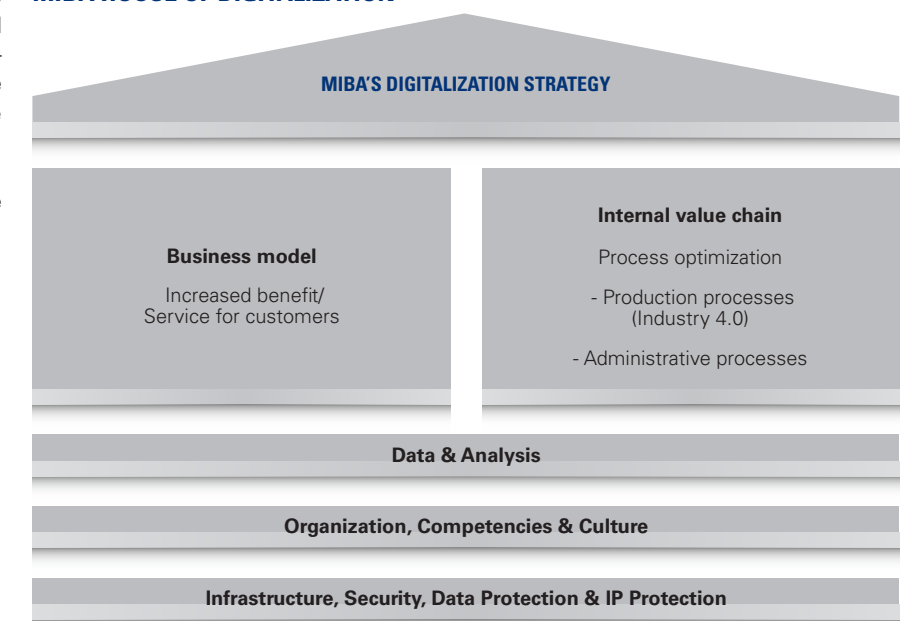 MIBA'S DIGITALIZATION STRATEGY
Business model
Increased benefit/
Service for customers
Internal value chain
Process optimization
- Production processes
(Industry 4.0)
- Administrative processes
Data & Analysis
Organization, Competencies & Culture
Infrastructure, Security, Data Protection & IP Protection